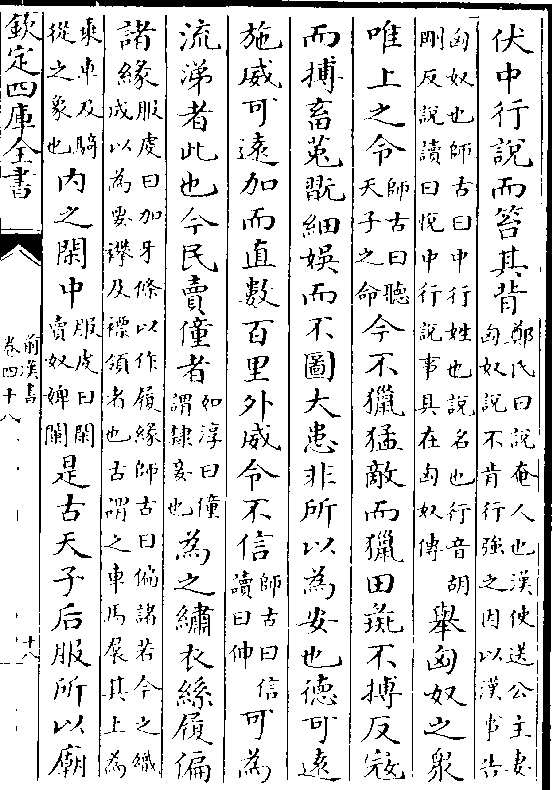 伏中行說而笞其背鄭氏曰說奄人也漢使送公主妻
匈奴說不肯行強之因以漢事告
匈奴也師古曰中行姓也說名也行音胡
剛反說讀曰悅中行說事具在匈奴傳舉匈奴之衆
唯上之令師古曰聽
天子之命今不獵猛敵而獵田彘不搏反寇
而搏畜莵翫細娛而不圖大患非所以為安也德可遠
施威可遠加而直數百里外威令不信師古曰信
讀曰伸可為
流涕者此也今民賣僮者如淳曰僮
謂隸妾也為之繡衣絲履偏
諸緣服虔曰加牙條以作履緣師古曰偏諸若今之織
成以為要襻及褾領者也古謂之車馬展其上為
乘車及騎
從之象也內之閑中服虔曰閑
賣奴婢闌是古天子后服所以廟
欽定四庫全書
前漢書
卷四十八
十八